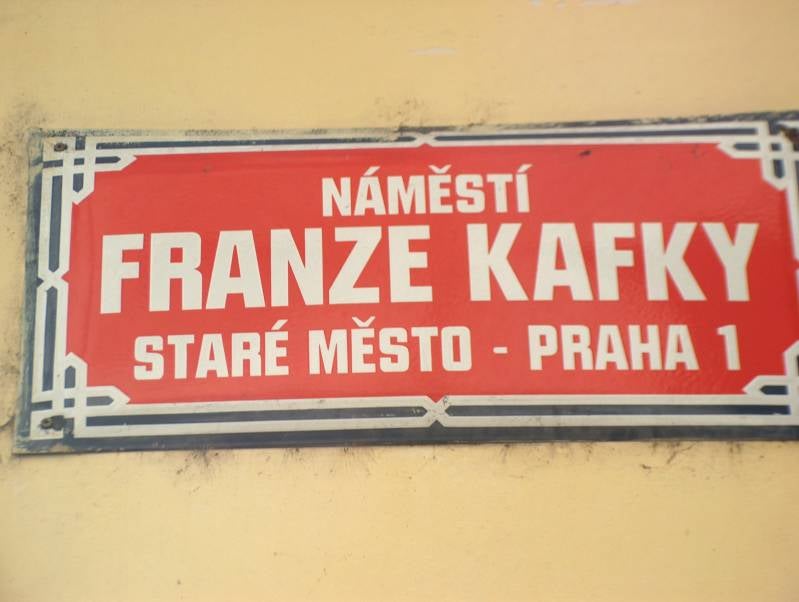 NÁMĚSTÍ
FRANZE KAFKY
STARÉ MĚSTO - PRAHA 1